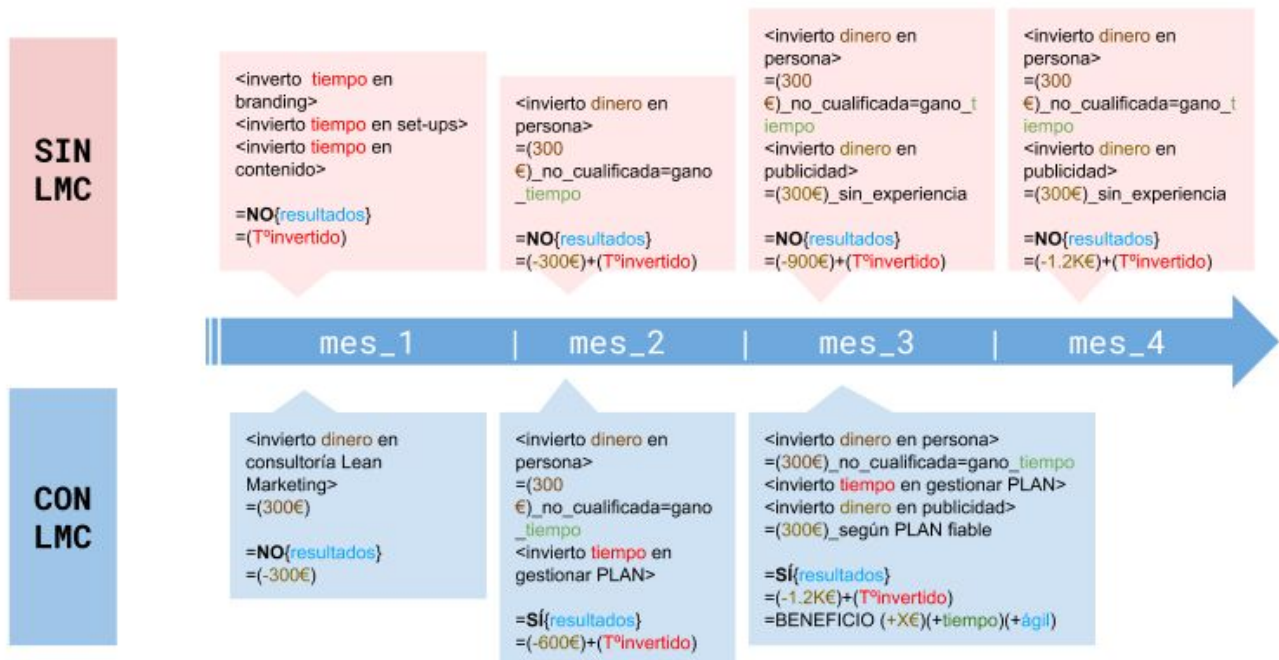 SIN
LMC
<inverto tiempo en
branding>
<invierto tiempo en set-ups>
<invierto tiempo en
contenido>
=NO{resultados}
=(Tºinvertido)
<invierto dinero en
persona>
=(300
€)_no_cualificada=gano
_tiempo
=NO{resultados}
=(-300€)+(Tºinvertido)
<invierto dinero en
persona>
=(300
€)_no_cualificada=gano_t
iempo
<invierto dinero en
publicidad>
=(300€)_sin_experiencia
=NO{resultados}
=(-900€)+(Tºinvertido)
<invierto dinero en
persona>
=(300
€)_no_cualificada=gano_t
iempo
<invierto dinero en
publicidad>
=(300€)_sin_experiencia
=NO{resultados}
=(-1.2K€)+(Tºinvertido)
mes_1 | mes_2 | mes_3 | mes_4
CON
LMC
<invierto dinero en
consultoría Lean
Marketing>
=(300€)
=NO{resultados}
=(-300€)
<invierto dinero en
persona>
=(300
€)_no_cualificada=gano
_tiempo
<invierto tiempo en
gestionar PLAN>
=SÍ{resultados}
=(-600€)+(Tºinvertido)
<invierto dinero en persona>
=(300€)_no_cualificada=gano_tiempo
<invierto tiempo en gestionar PLAN>
<invierto dinero en publicidad>
=(300€)_según PLAN fiable
=SÍ{resultados}
=(-1.2K€)+(Tºinvertido)
=BENEFICIO (+X€)(+tiempo)(+ágil)